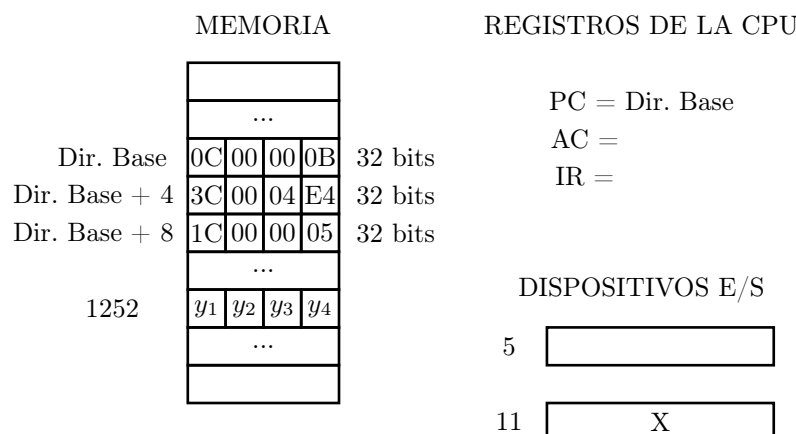 MEMORIA
...
Dir. Base 0C 00 00 0B 32 bits
Dir. Base + 4 3C 00 04 E4 32 bits
Dir. Base + 8 1C 00 00 05 32 bits
...
1252 y1 y2 y3 y4
...
REGISTROS DE LA CPU
PC = Dir. Base
AC =
IR =
DISPOSITIVOS E/S
5
11 X